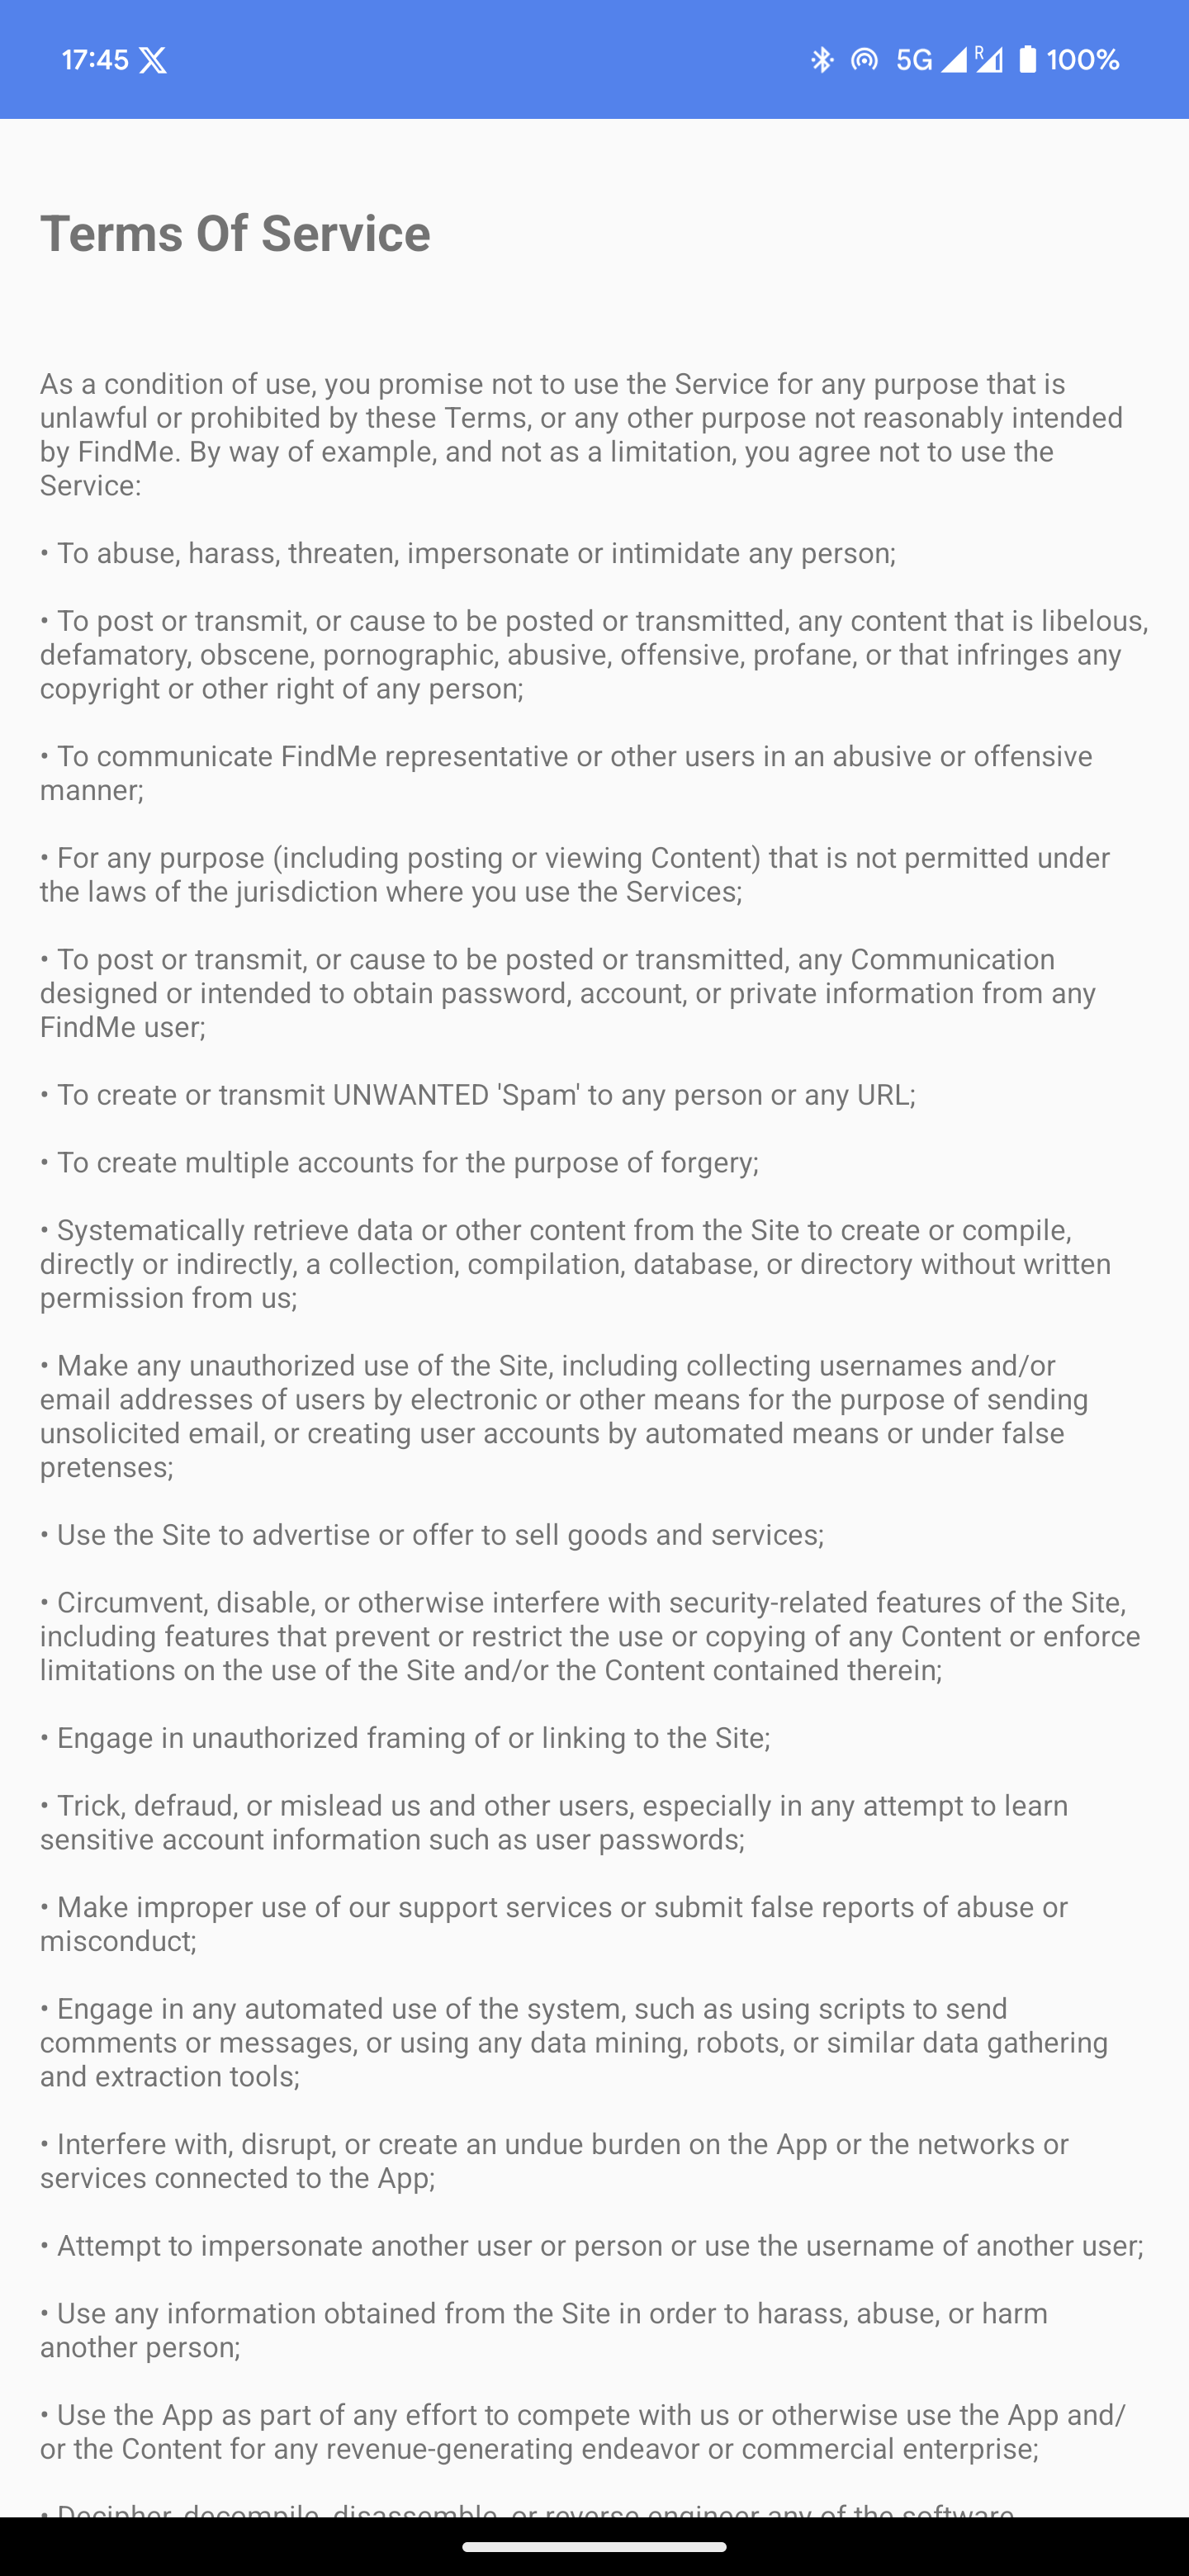 17:45 X 5G R 100%
Terms Of Service
As a condition of use, you promise not to use the Service for any purpose that is
unlawful or prohibited by these Terms, or any other purpose not reasonably intended
by FindMe. By way of example, and not as a limitation, you agree not to use the
Service:
• To abuse, harass, threaten, impersonate or intimidate any person;
• To post or transmit, or cause to be posted or transmitted, any content that is libelous,
defamatory, obscene, pornographic, abusive, offensive, profane, or that infringes any
copyright or other right of any person;
• To communicate FindMe representative or other users in an abusive or offensive
manner;
• For any purpose (including posting or viewing Content) that is not permitted under
the laws of the jurisdiction where you use the Services;
• To post or transmit, or cause to be posted or transmitted, any Communication
designed or intended to obtain password, account, or private information from any
FindMe user;
• To create or transmit UNWANTED 'Spam' to any person or any URL;
• To create multiple accounts for the purpose of forgery;
• Systematically retrieve data or other content from the Site to create or compile,
directly or indirectly, a collection, compilation, database, or directory without written
permission from us;
• Make any unauthorized use of the Site, including collecting usernames and/or
email addresses of users by electronic or other means for the purpose of sending
unsolicited email, or creating user accounts by automated means or under false
pretenses;
• Use the Site to advertise or offer to sell goods and services;
• Circumvent, disable, or otherwise interfere with security-related features of the Site,
including features that prevent or restrict the use or copying of any Content or enforce
limitations on the use of the Site and/or the Content contained therein;
• Engage in unauthorized framing of or linking to the Site;
• Trick, defraud, or mislead us and other users, especially in any attempt to learn
sensitive account information such as user passwords;
• Make improper use of our support services or submit false reports of abuse or
misconduct;
• Engage in any automated use of the system, such as using scripts to send
comments or messages, or using any data mining, robots, or similar data gathering
and extraction tools;
• Interfere with, disrupt, or create an undue burden on the App or the networks or
services connected to the App;
• Attempt to impersonate another user or person or use the username of another user;
• Use any information obtained from the Site in order to harass, abuse, or harm
another person;
• Use the App as part of any effort to compete with us or otherwise use the App and/
or the Content for any revenue-generating endeavor or commercial enterprise;
• Decipher, decompile, disassemble, or reverse engineer any of the software